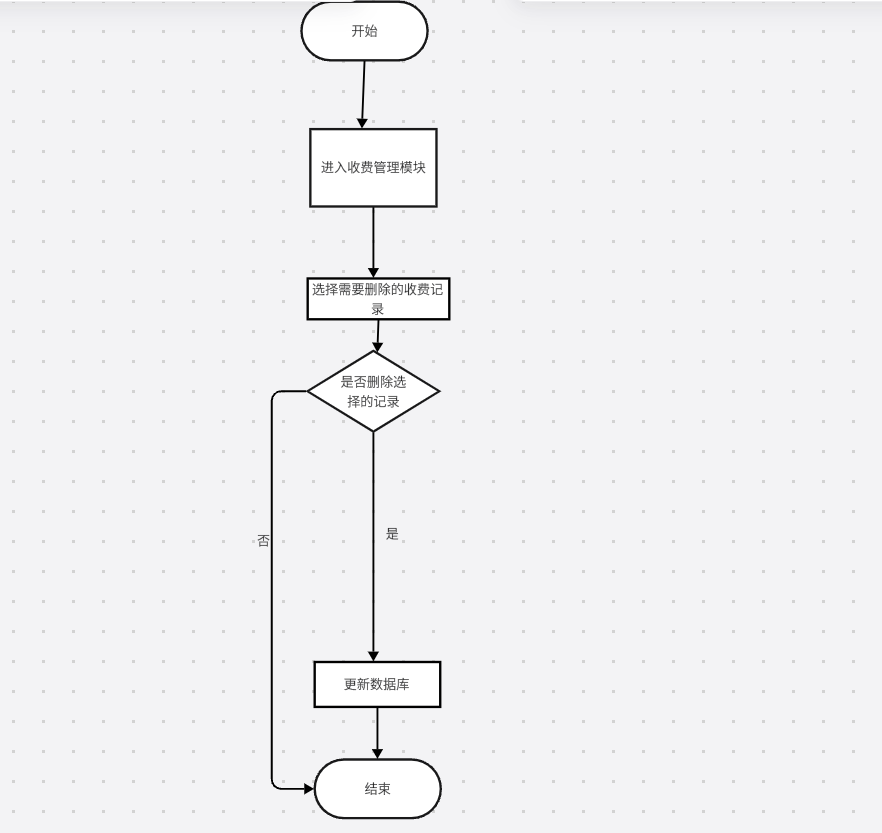 开始
进入收费管理模块
选择需要删除的收费记
录
是否删除选
择的记录
是
否
更新数据库
结束